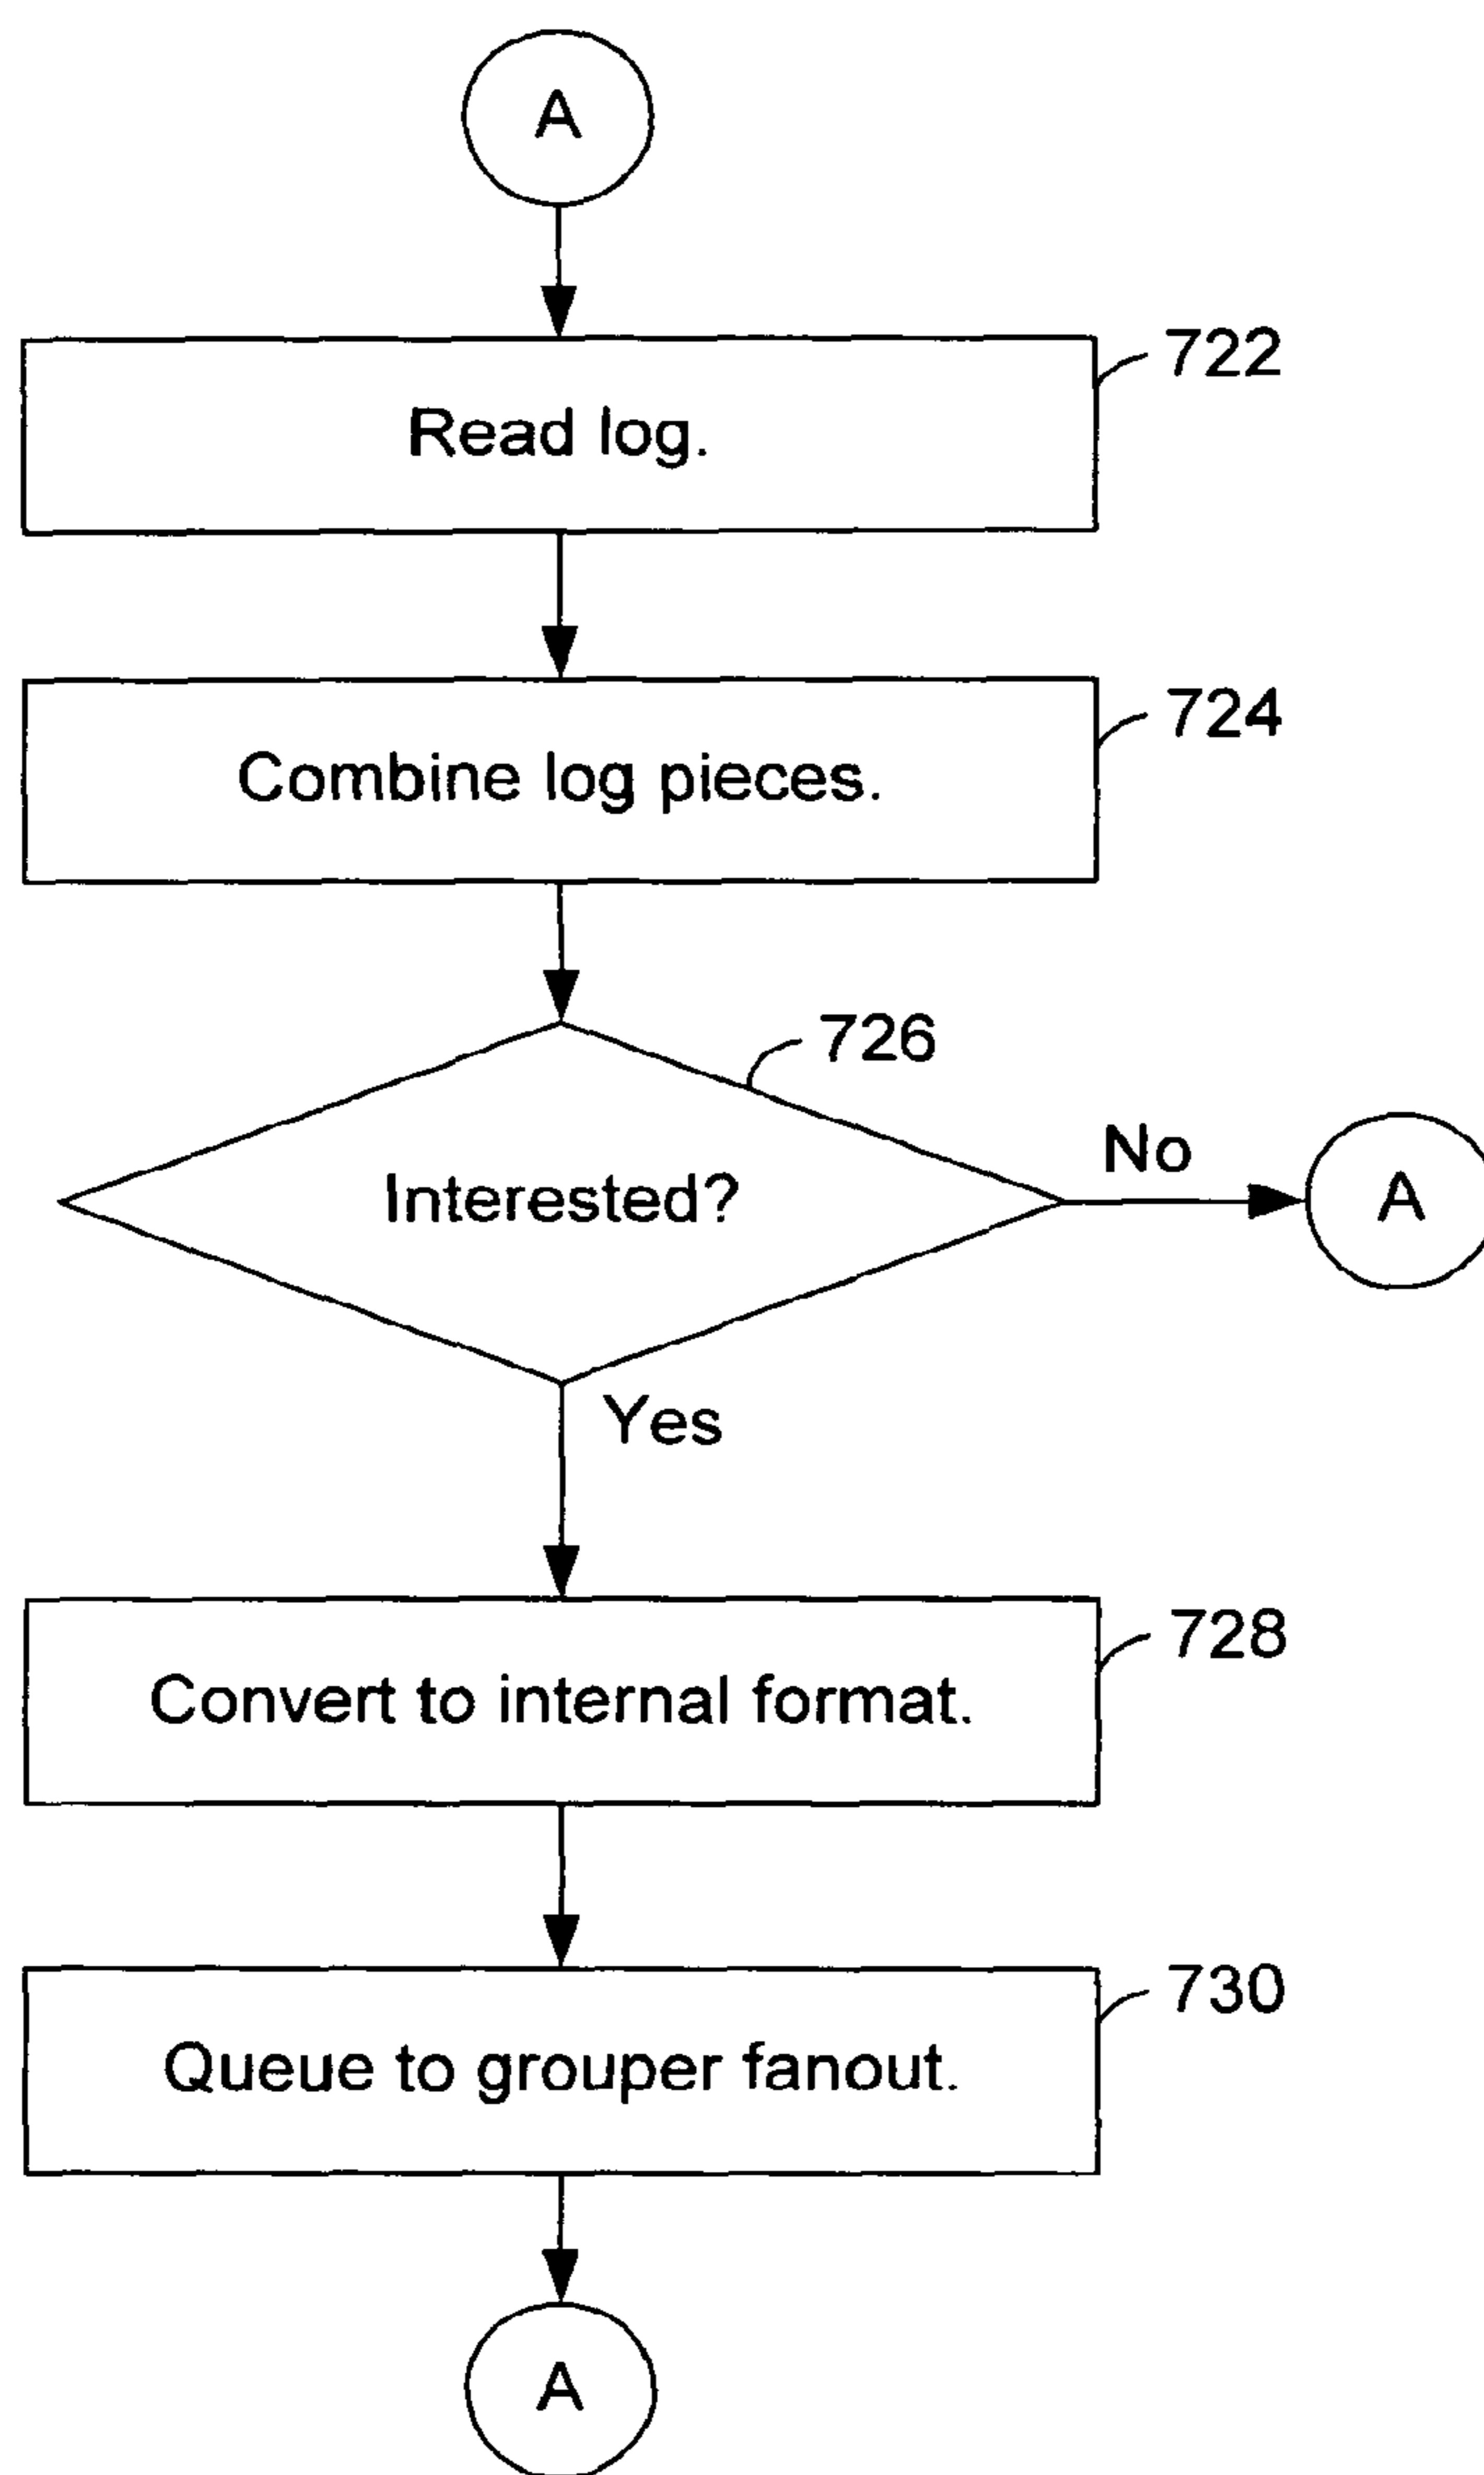 A
722
Read log.
724
Combine log pieces.
726
Interested?
No
A
Yes
728
Convert to internal format.
730
Queue to grouper fanout.
A